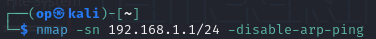 ┌──(op㉿kali)-[~]
└─$ nmap -sn 192.168.1.1/24 -disable-arp-ping